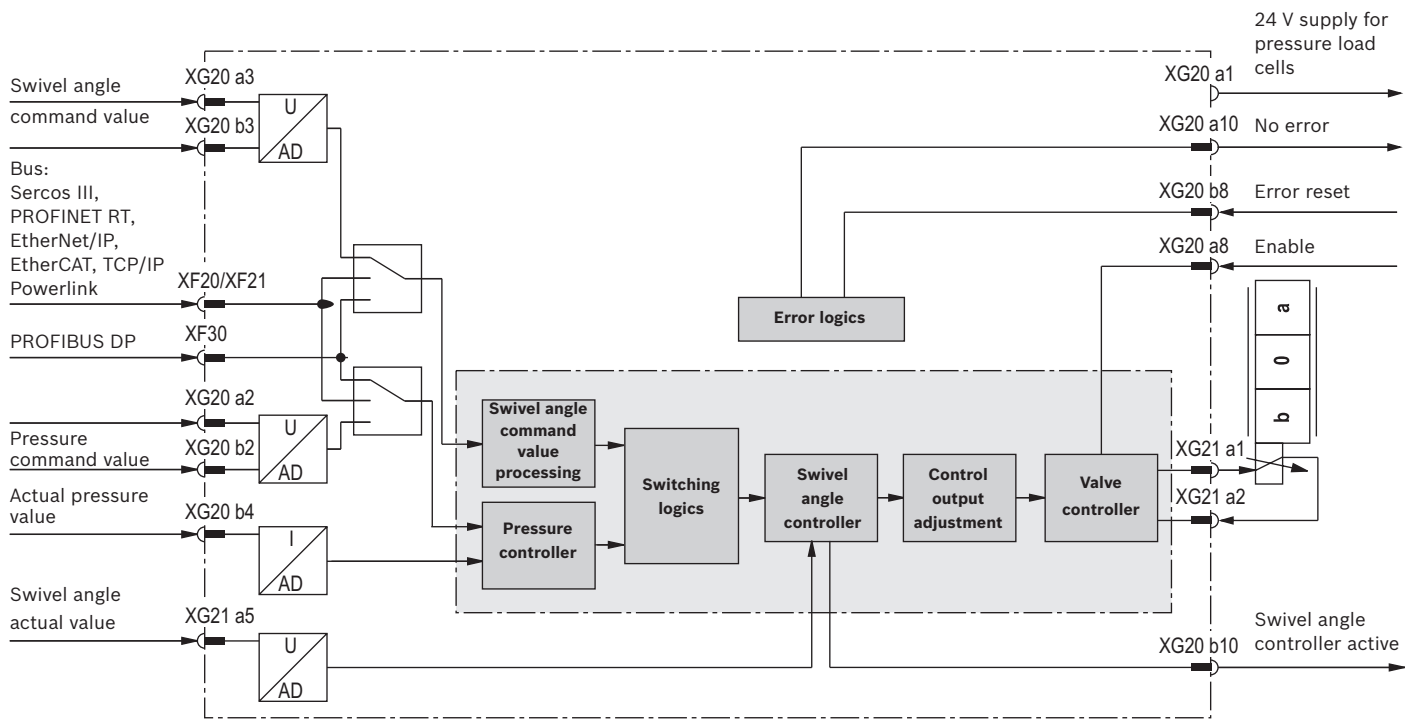 Swivel angle
command value
XG20 a3
XG20 b3
U
AD
Bus:
Sercos III,
PROFINET RT,
EtherNet/IP,
EtherCAT, TCP/IP
Powerlink
XF20/XF21
PROFIBUS DP
XF30
XG20 a2
Pressure
command value
XG20 b2
U
AD
Actual pressure
value
XG20 b4
I
AD
Swivel angle
actual value
XG21 a5
U
AD
Error logics
Swivel angle
command
value
processing
Pressure
controller
Switching
logics
Swivel
angle
controller
Control
output
adjustment
Valve
controller
24 V supply for
pressure load
cells
XG20 a1
XG20 a10
No error
XG20 b8
Error reset
XG20 a8
Enable
a
0
b
XG21 a1
XG21 a2
XG20 b10
Swivel angle
controller active